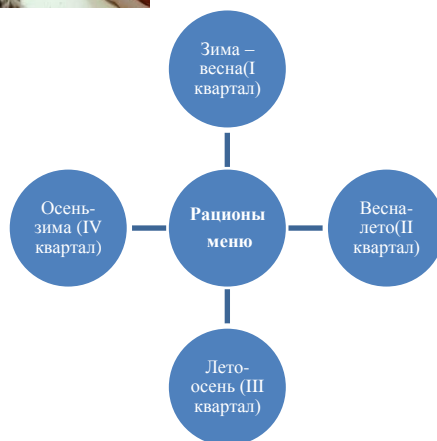 Зима –
весна(I
квартал)
Осень-
зима (IV
квартал)
Рационы
меню
Весна-
лето(II
квартал)
Лето-
осень (III
квартал)